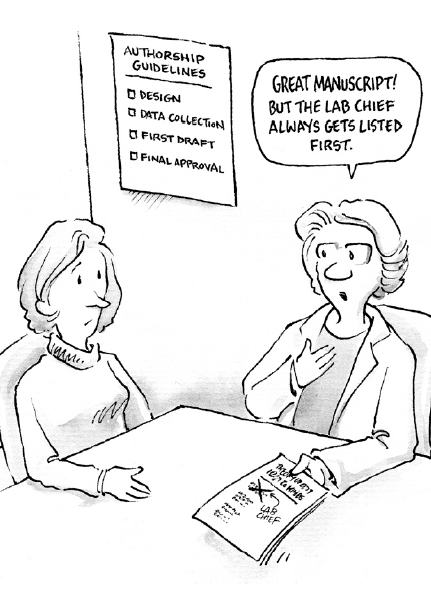 AUTHORSHIP
GUIDELINES
DESIGN
DATA COLLECTION
FIRST DRAFT
FINAL APPROVAL
GREAT MANUSCRIPT!
BUT THE LAB CHIEF
ALWAYS GETS LISTED
FIRST.
LAB
CHIEF